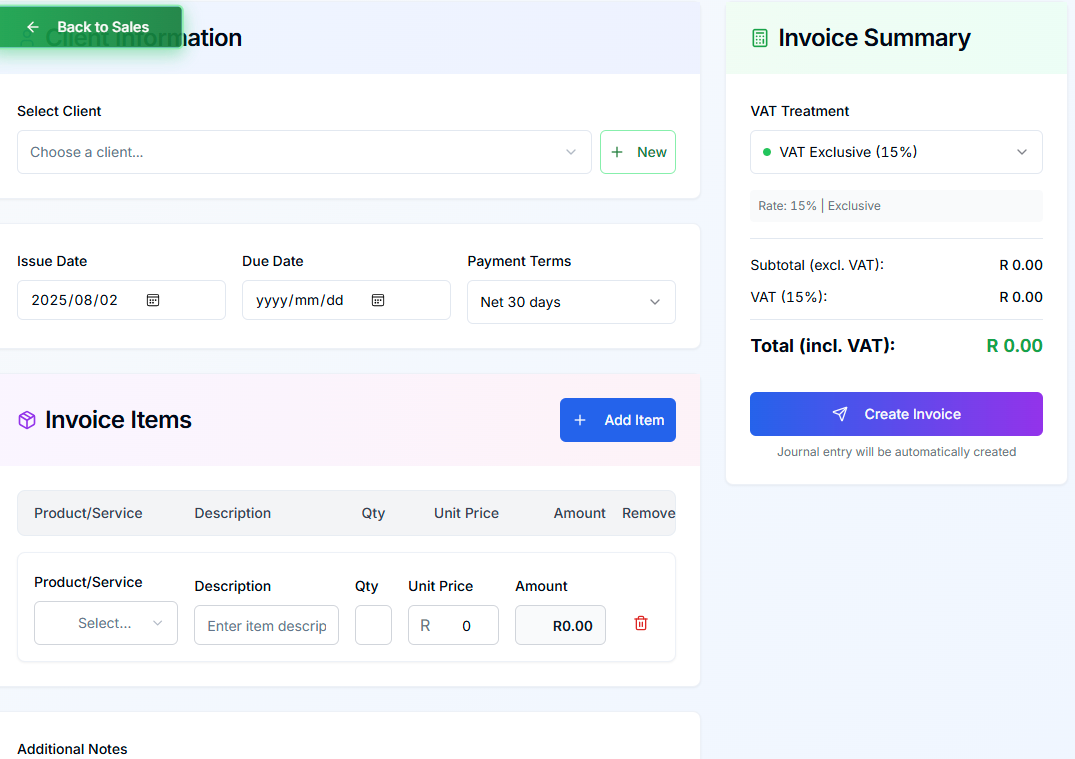 Back to Sales
Client Information
Select Client
Choose a client...
New
Issue Date
Due Date
Payment Terms
2025/08/02
yyyy/mm/dd
Net 30 days
Invoice Items
Add Item
Product/Service
Description
Qty
Unit Price
Amount
Remove
Product/Service
Description
Qty
Unit Price
Amount
Select...
Enter item descrip
R
0
R0.00
Additional Notes
Invoice Summary
VAT Treatment
VAT Exclusive (15%)
Rate: 15% | Exclusive
Subtotal (excl. VAT): R 0.00
VAT (15%): R 0.00
Total (incl. VAT): R 0.00
Create Invoice
Journal entry will be automatically created